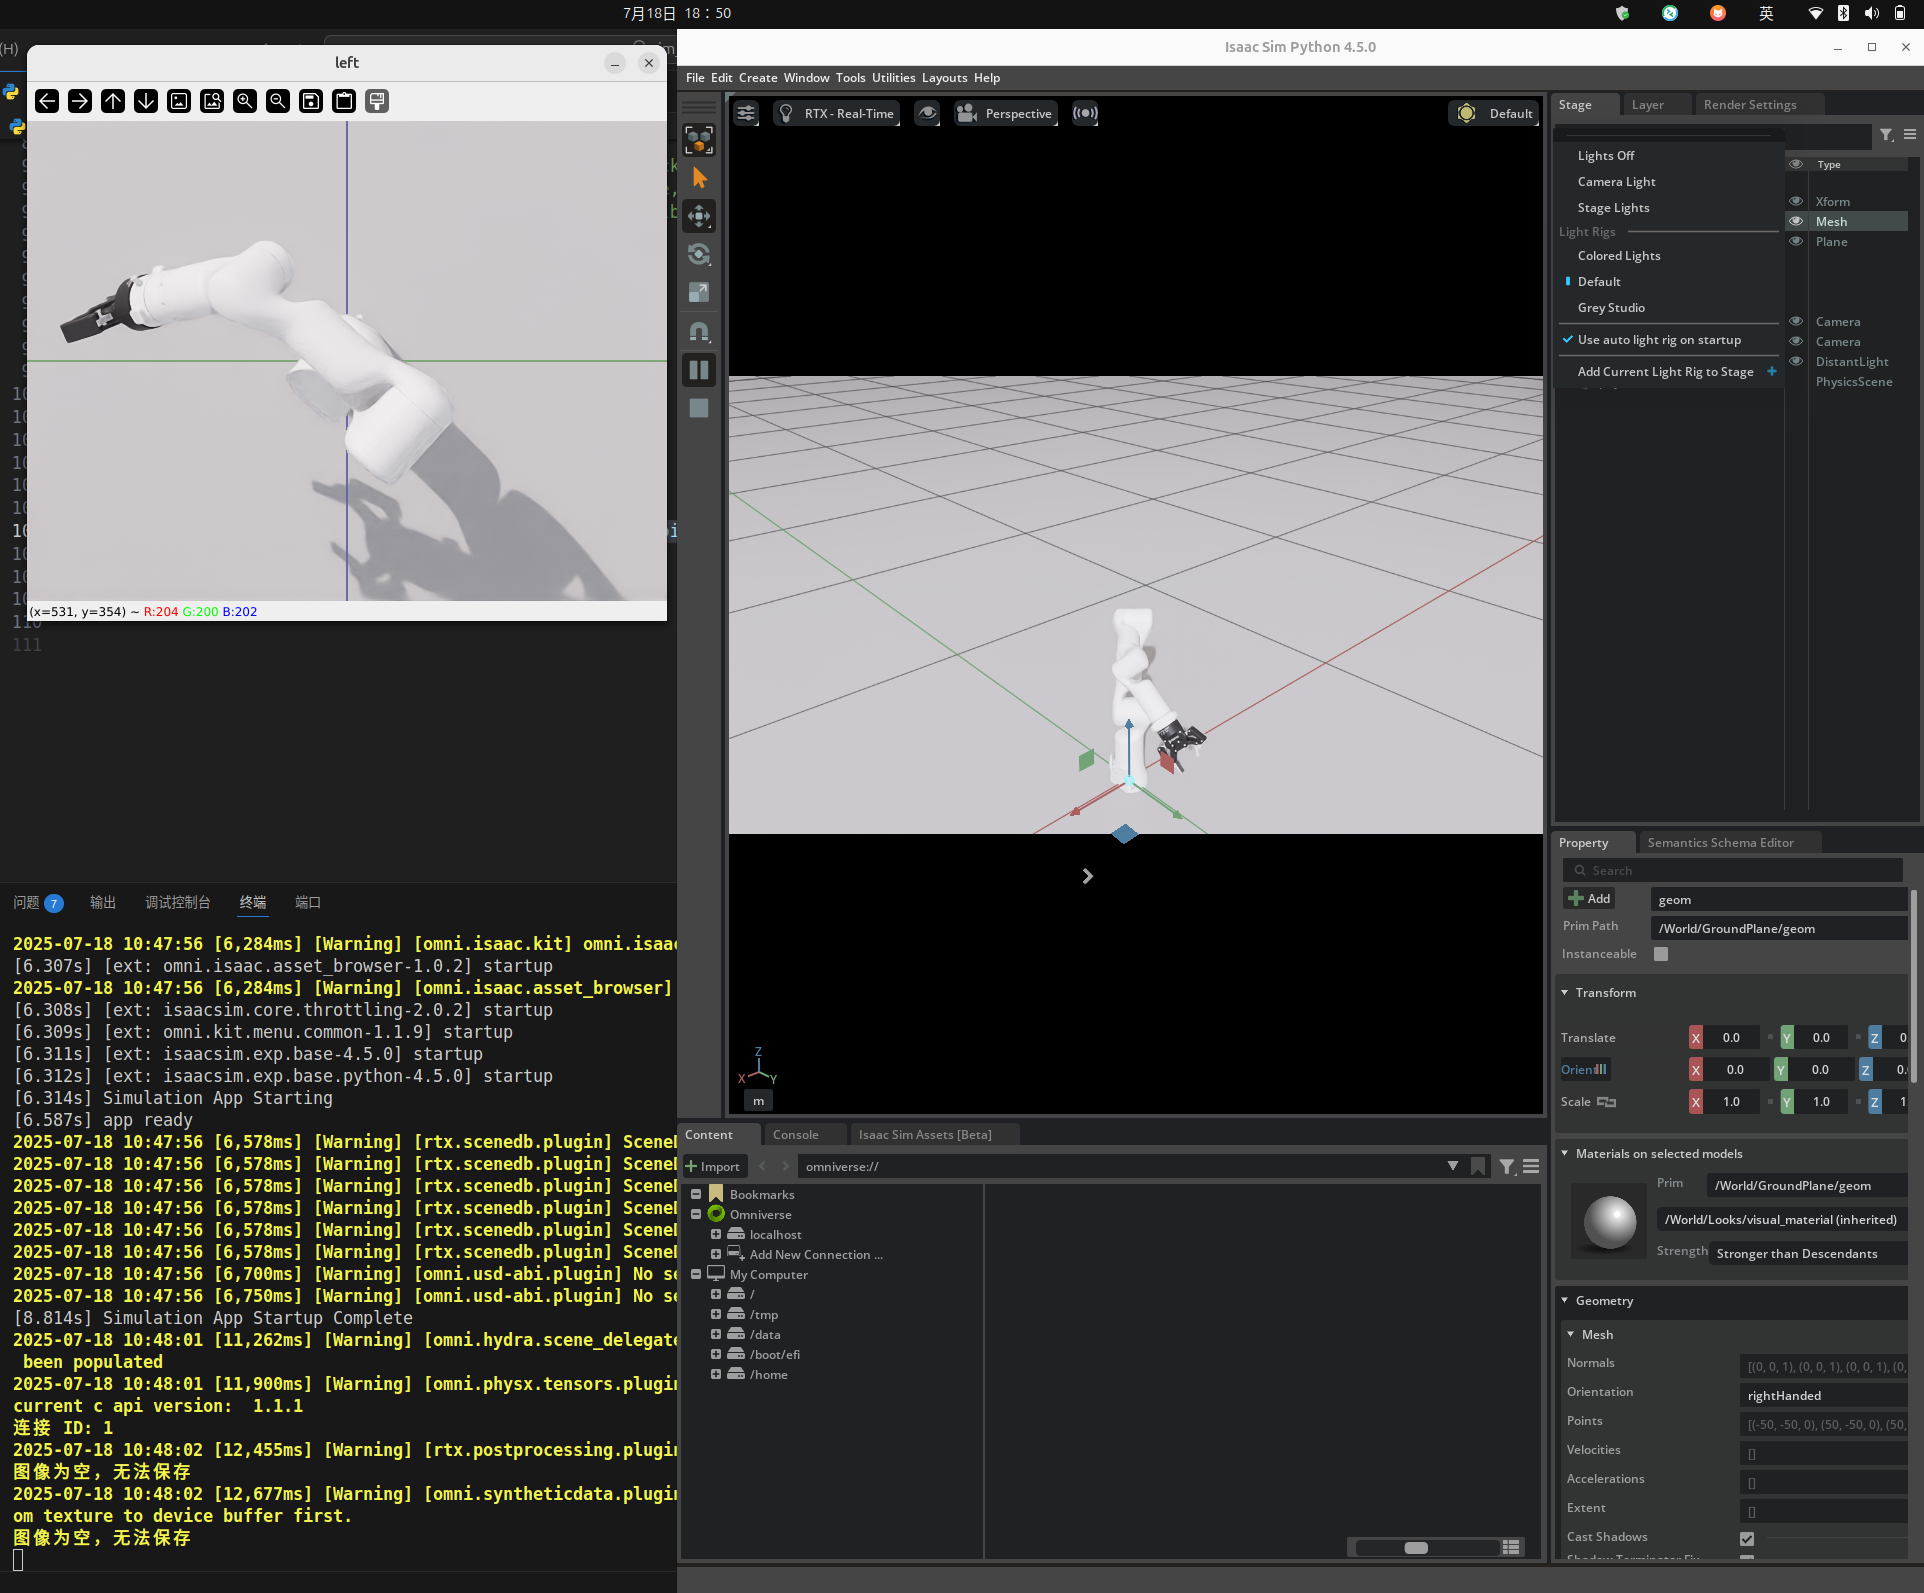 7月18日 18：50
英
(H)
left
Isaac Sim Python 4.5.0
File Edit Create Window Tools Utilities Layouts Help
RTX - Real-Time
Perspective
Default
Stage
Layer
Render Settings
Lights Off
Camera Light
Stage Lights
Light Rigs
Colored Lights
Default
Grey Studio
Use auto light rig on startup
Add Current Light Rig to Stage
Type
Xform
Mesh
Plane
Camera
Camera
DistantLight
PhysicsScene
(x=531, y=354) ~ R:204 G:200 B:202
110
111
Z
X
Y
m
问题 7 输出 调试控制台 终端 端口
2025-07-18 10:47:56 [6,284ms] [Warning] [omni.isaac.kit] omni.isaac
[6.307s] [ext: omni.isaac.asset_browser-1.0.2] startup
2025-07-18 10:47:56 [6,284ms] [Warning] [omni.isaac.asset_browser]
[6.308s] [ext: isaacsim.core.throttling-2.0.2] startup
[6.309s] [ext: omni.kit.menu.common-1.1.9] startup
[6.311s] [ext: isaacsim.exp.base-4.5.0] startup
[6.312s] [ext: isaacsim.exp.base.python-4.5.0] startup
[6.314s] Simulation App Starting
[6.587s] app ready
2025-07-18 10:47:56 [6,578ms] [Warning] [rtx.scenedb.plugin] Scene
2025-07-18 10:47:56 [6,578ms] [Warning] [rtx.scenedb.plugin] Scene
2025-07-18 10:47:56 [6,578ms] [Warning] [rtx.scenedb.plugin] Scene
2025-07-18 10:47:56 [6,578ms] [Warning] [rtx.scenedb.plugin] Scene
2025-07-18 10:47:56 [6,578ms] [Warning] [rtx.scenedb.plugin] Scene
2025-07-18 10:47:56 [6,578ms] [Warning] [rtx.scenedb.plugin] Scene
2025-07-18 10:47:56 [6,700ms] [Warning] [omni.usd-abi.plugin] No se
2025-07-18 10:47:56 [6,750ms] [Warning] [omni.usd-abi.plugin] No se
[8.814s] Simulation App Startup Complete
2025-07-18 10:48:01 [11,262ms] [Warning] [omni.hydra.scene_delegate
been populated
2025-07-18 10:48:01 [11,900ms] [Warning] [omni.physx.tensors.plugin
current c api version: 1.1.1
连接 ID: 1
2025-07-18 10:48:02 [12,455ms] [Warning] [rtx.postprocessing.plugin
图像为空，无法保存
2025-07-18 10:48:02 [12,677ms] [Warning] [omni.syntheticdata.plugin
om texture to device buffer first.
图像为空，无法保存
Content
Console
Isaac Sim Assets [Beta]
Import
omniverse://
Bookmarks
Omniverse
localhost
Add New Connection ...
My Computer
/
/tmp
/data
/boot/efi
/home
Property
Semantics Schema Editor
Search
Add geom
Prim Path /World/GroundPlane/geom
Instanceable
Transform
Translate X 0.0 Y 0.0 Z 0
Orient X 0.0 Y 0.0 Z 0.
Scale X 1.0 Y 1.0 Z 1
Materials on selected models
Prim /World/GroundPlane/geom
/World/Looks/visual_material (inherited)
Strength Stronger than Descendants
Geometry
Mesh
Normals [(0, 0, 1), (0, 0, 1), (0, 0, 1), (0,
Orientation rightHanded
Points [(-50, -50, 0), (50, -50, 0), (50,
Velocities []
Accelerations []
Extent []
Cast Shadows
Shadow Terminator Fix